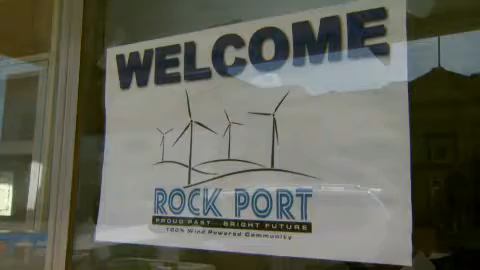 WELCOME
ROCK PORT
PROUD PAST... BRIGHT FUTURE
100% Wind Powered Community